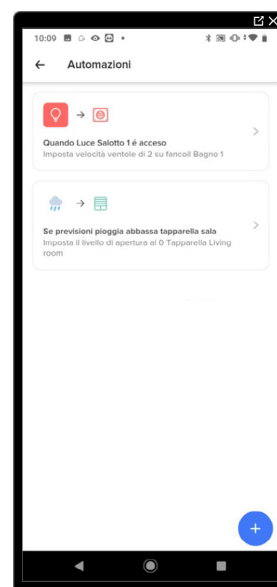 10:09
Automazioni
Quando Luce Salotto 1 é acceso
Imposta velocità ventole di 2 su fancoil Bagno 1
Se previsioni pioggia abbassa tapparella sala
Imposta il livello di apertura al 0 Tapparella Living
room